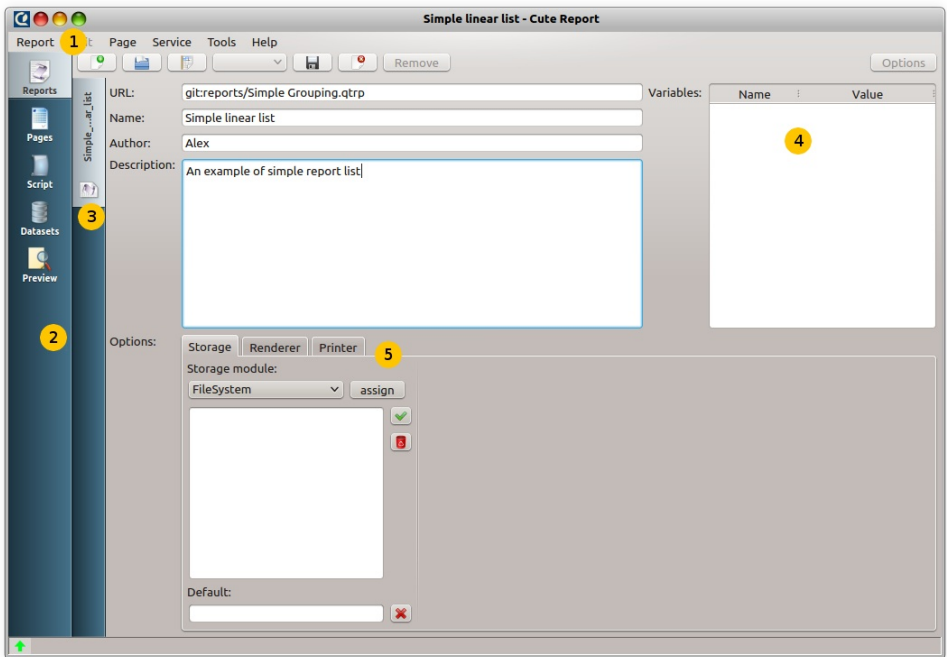 Simple linear list - Cute Report
Report 1 t Page Service Tools Help
Remove Options
Reports
Pages
Script
Datasets
Preview
2
Simple_...ar_list
3
URL: git:reports/Simple Grouping.qtrp
Name: Simple linear list
Author: Alex
Description: An example of simple report list
Variables: Name Value
4
Options: Storage Renderer Printer 5
Storage module:
FileSystem assign
Default: